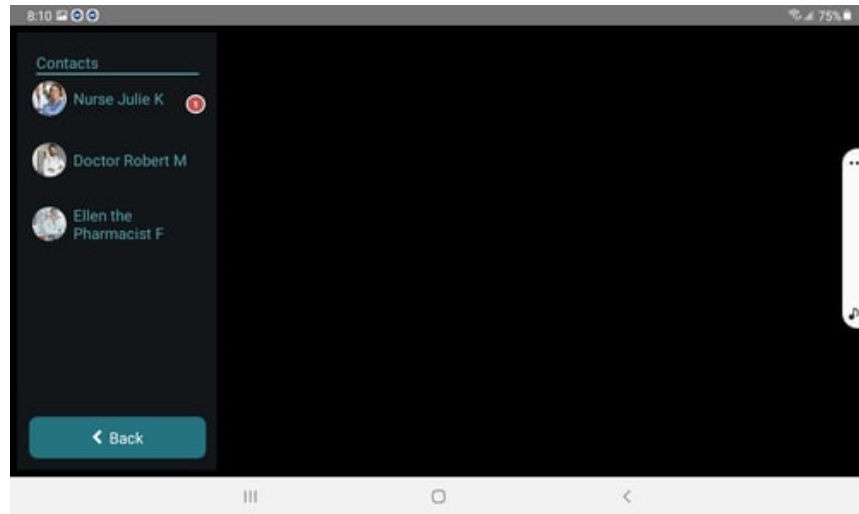 8:10
75%
Contacts
Nurse Julie K
1
Doctor Robert M
Ellen the
Pharmacist F
Back